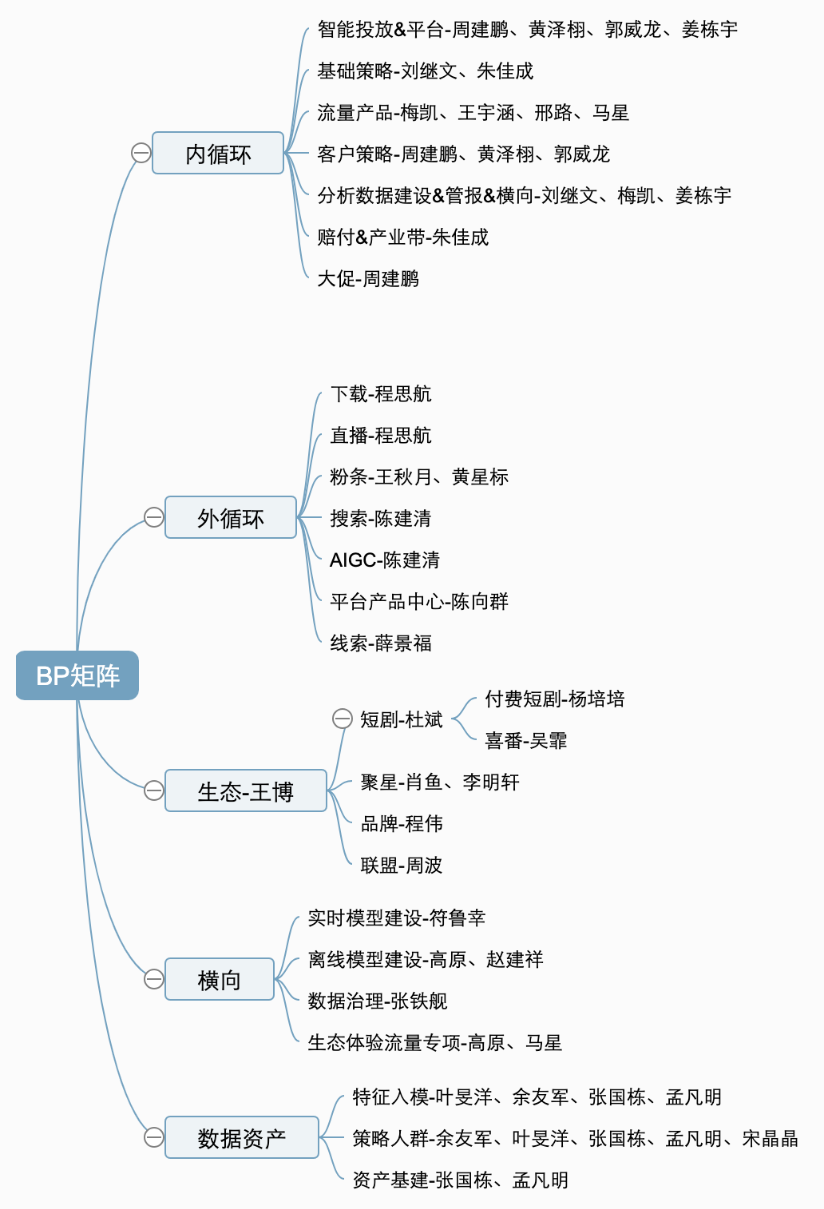 BP矩阵
内循环
智能投放&平台-周建鹏、黄泽栩、郭威龙、姜栋宇
基础策略-刘继文、朱佳成
流量产品-梅凯、王宇涵、邢路、马星
客户策略-周建鹏、黄泽栩、郭威龙
分析数据建设&管报&横向-刘继文、梅凯、姜栋宇
赔付&产业带-朱佳成
大促-周建鹏
外循环
下载-程思航
直播-程思航
粉条-王秋月、黄星标
搜索-陈建清
AIGC-陈建清
平台产品中心-陈向群
线索-薛景福
生态-王博
短剧-杜斌
付费短剧-杨培培
喜番-吴霏
聚星-肖鱼、李明轩
品牌-程伟
联盟-周波
横向
实时模型建设-符鲁幸
离线模型建设-高原、赵建祥
数据治理-张铁舰
生态体验流量专项-高原、马星
数据资产
特征入模-叶旻洋、余友军、张国栋、孟凡明
策略人群-余友军、叶旻洋、张国栋、孟凡明、宋晶晶
资产基建-张国栋、孟凡明